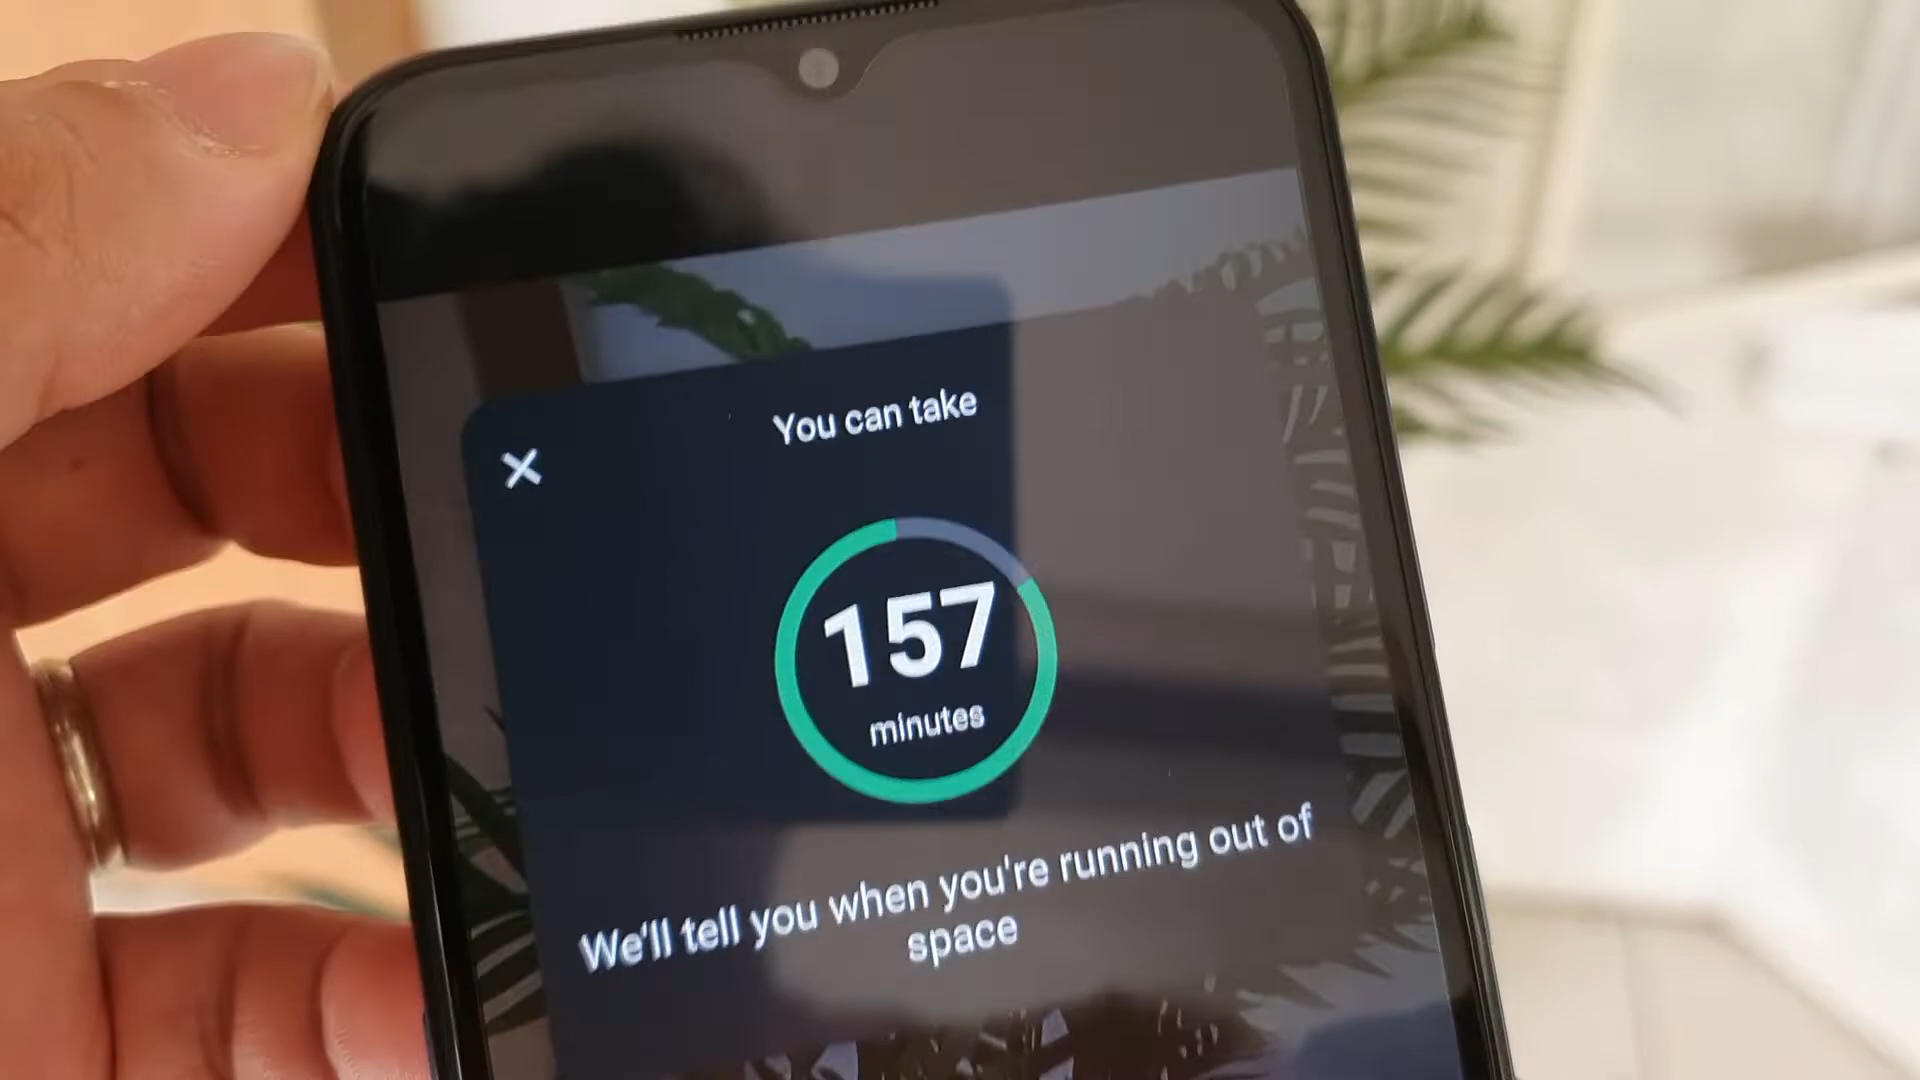 You can take
157
minutes
We'll tell you when you're running out of
space